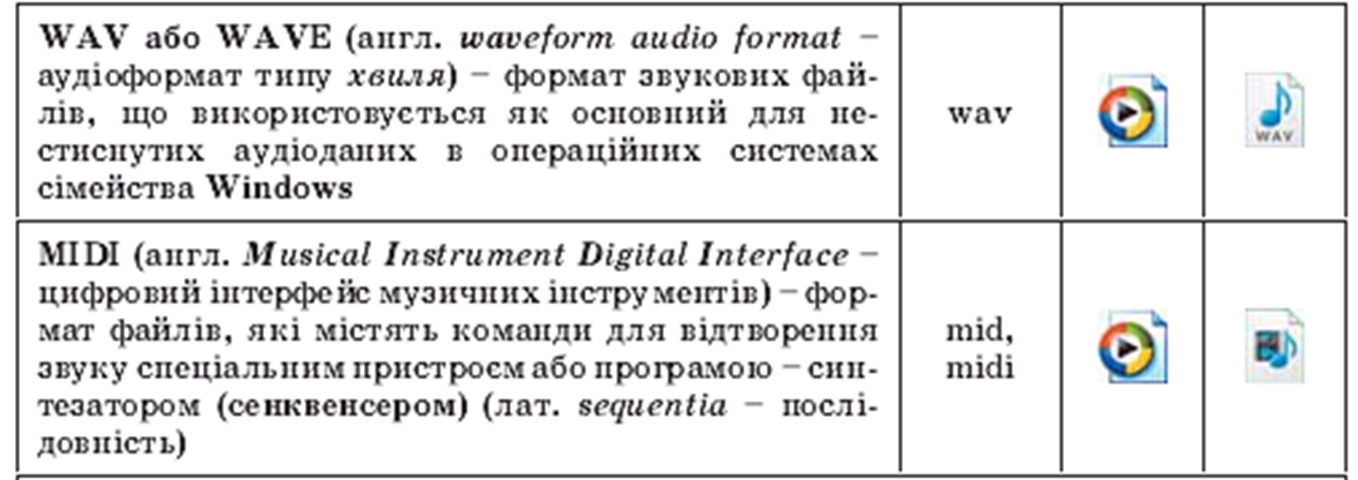 WAV або WAVE (англ. waveform audio format –
аудіоформат типу хвиля) – формат звукових фай-
лів, що використовується як основний для не-
стиснутих аудіоданих в операційних системах
сімейства Windows
wav
WAV
MIDI (англ. Musical Instrument Digital Interface –
цифровий інтерфейс музичних інструментів) – фор-
мат файлів, які містять команди для відтворення
звуку спеціальним пристроєм або програмою – син-
тезатором (сенквенсером) (лат. sequentia – послі-
довність)
mid,
midi